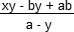 xy - by + ab
a - y